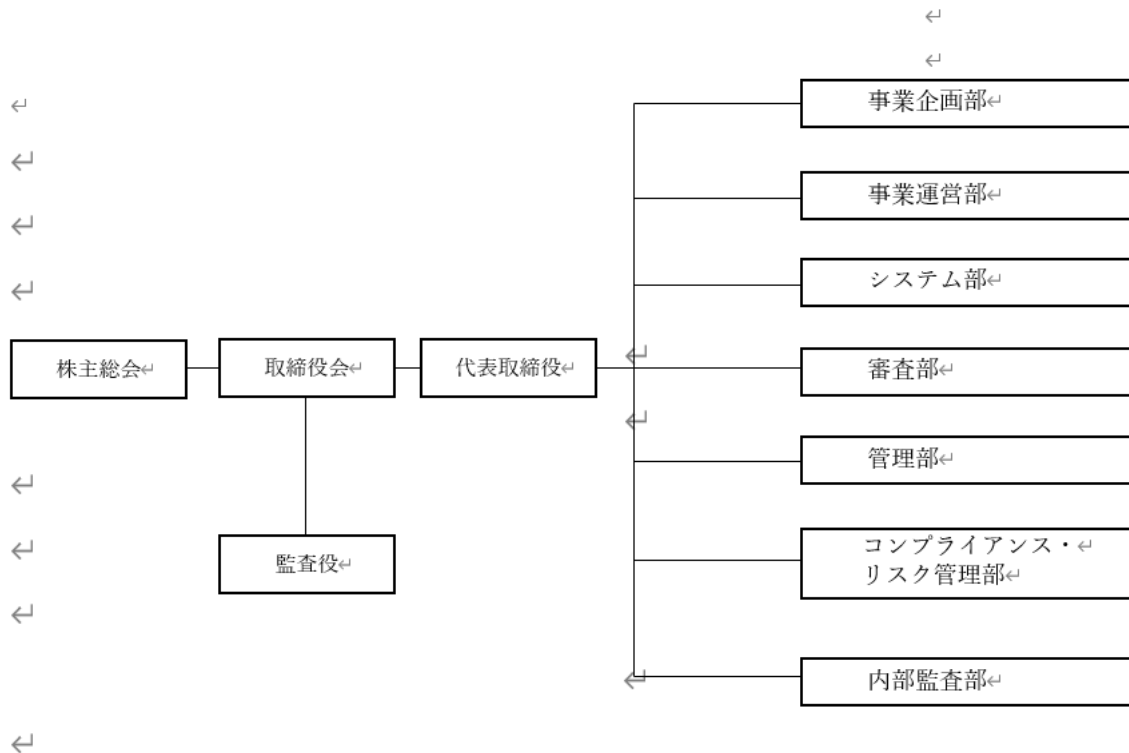 事業企画部
事業運営部
システム部
株主総会
取締役会
代表取締役
審査部
管理部
監査役
コンプライアンス・
リスク管理部
内部監査部